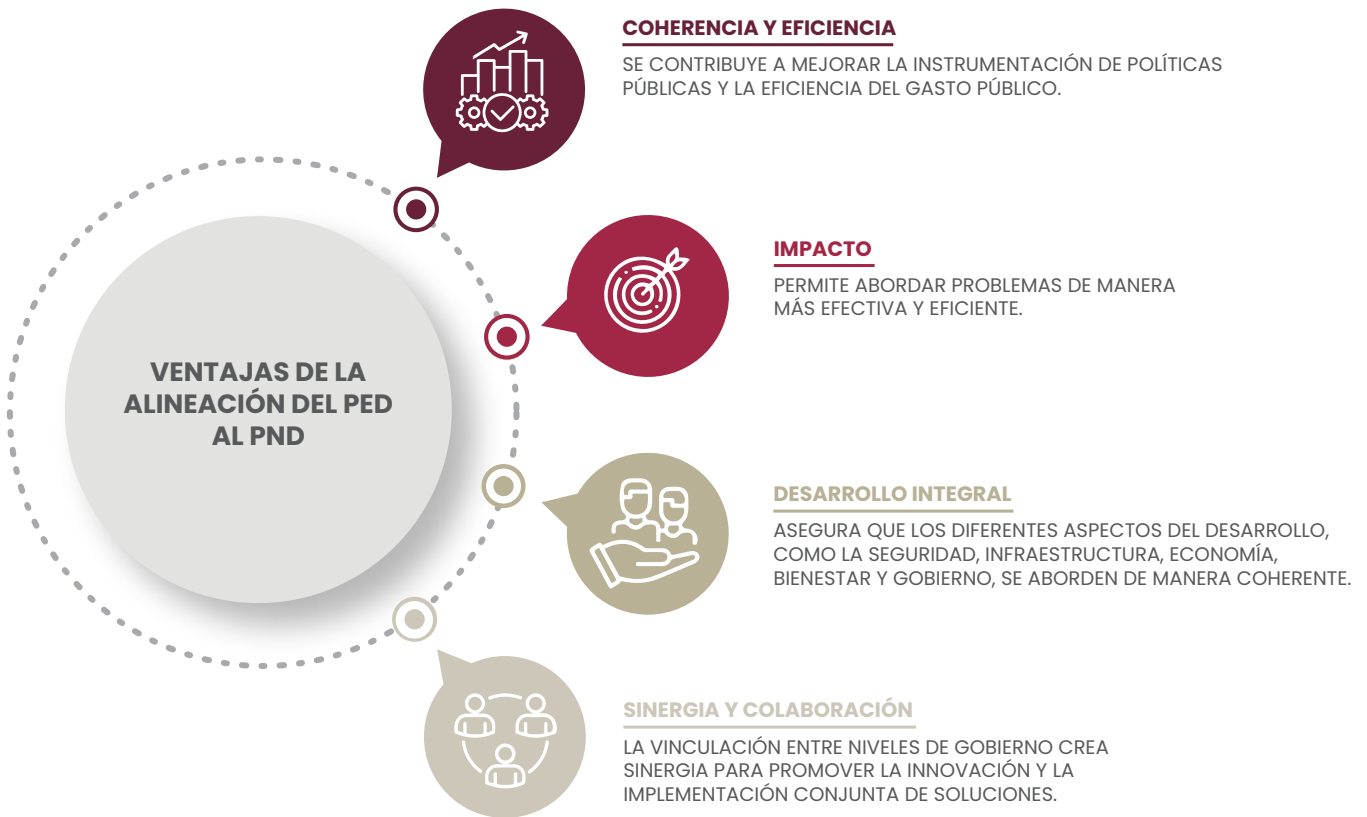 COHERENCIA Y EFICIENCIA
SE CONTRIBUYE A MEJORAR LA INSTRUMENTACIÓN DE POLÍTICAS
PÚBLICAS Y LA EFICIENCIA DEL GASTO PÚBLICO.
IMPACTO
PERMITE ABORDAR PROBLEMAS DE MANERA
MÁS EFECTIVA Y EFICIENTE.
VENTAJAS DE LA
ALINEACIÓN DEL PED
AL PND
DESARROLLO INTEGRAL
ASEGURA QUE LOS DIFERENTES ASPECTOS DEL DESARROLLO,
COMO LA SEGURIDAD, INFRAESTRUCTURA, ECONOMÍA,
BIENESTAR Y GOBIERNO, SE ABORDEN DE MANERA COHERENTE.
SINERGIA Y COLABORACIÓN
LA VINCULACIÓN ENTRE NIVELES DE GOBIERNO CREA
SINERGIA PARA PROMOVER LA INNOVACIÓN Y LA
IMPLEMENTACIÓN CONJUNTA DE SOLUCIONES.